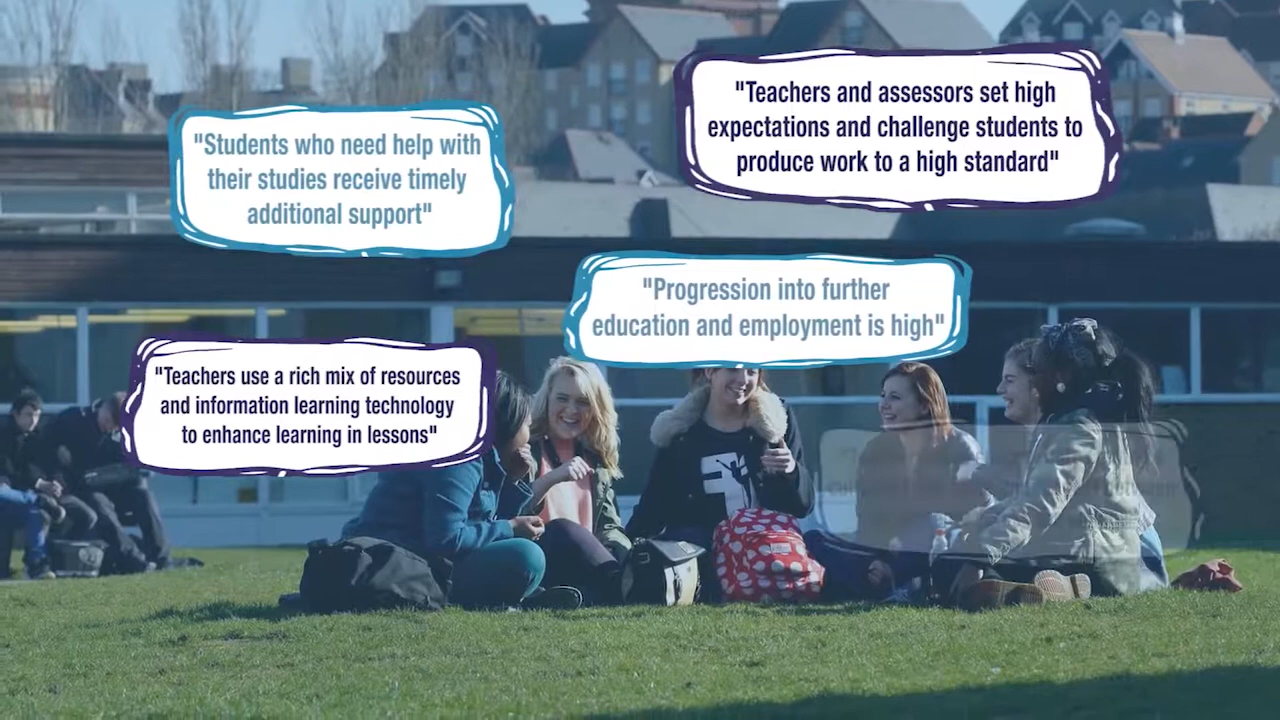 "Teachers and assessors set high
expectations and challenge students to
produce work to a high standard"
"Students who need help with
their studies receive timely
additional support"
"Progression into further
education and employment is high"
"Teachers use a rich mix of resources
and information learning technology
to enhance learning in lessons"